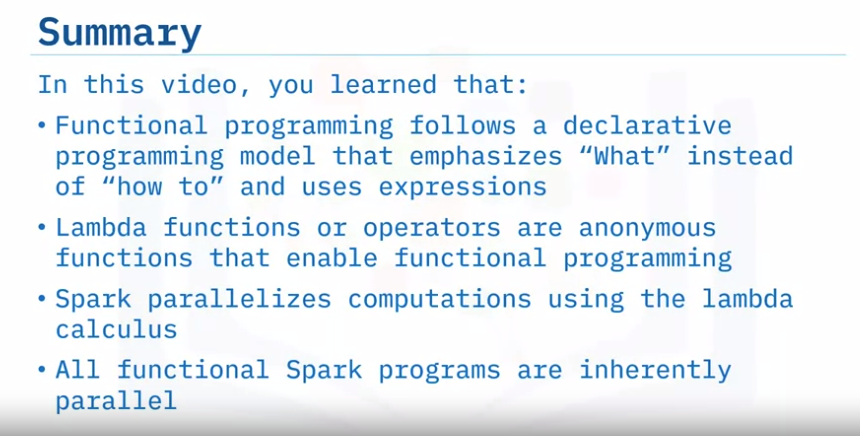 Summary
In this video, you learned that:
• Functional programming follows a declarative
programming model that emphasizes “What” instead
of “how to” and uses expressions
• Lambda functions or operators are anonymous
functions that enable functional programming
• Spark parallelizes computations using the lambda
calculus
• All functional Spark programs are inherently
parallel